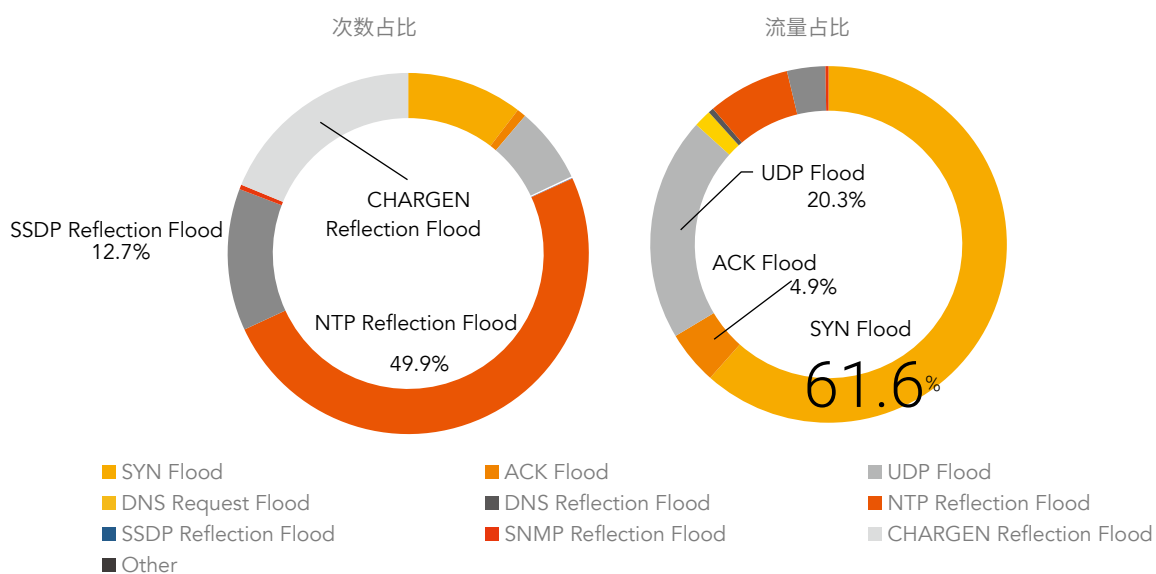 次数占比
流量占比
CHARGEN
Reflection Flood
SSDP Reflection Flood
12.7%
NTP Reflection Flood
49.9%
UDP Flood
20.3%
ACK Flood
4.9%
SYN Flood
61.6%
SYN Flood
ACK Flood
UDP Flood
DNS Request Flood
DNS Reflection Flood
NTP Reflection Flood
SSDP Reflection Flood
SNMP Reflection Flood
CHARGEN Reflection Flood
Other